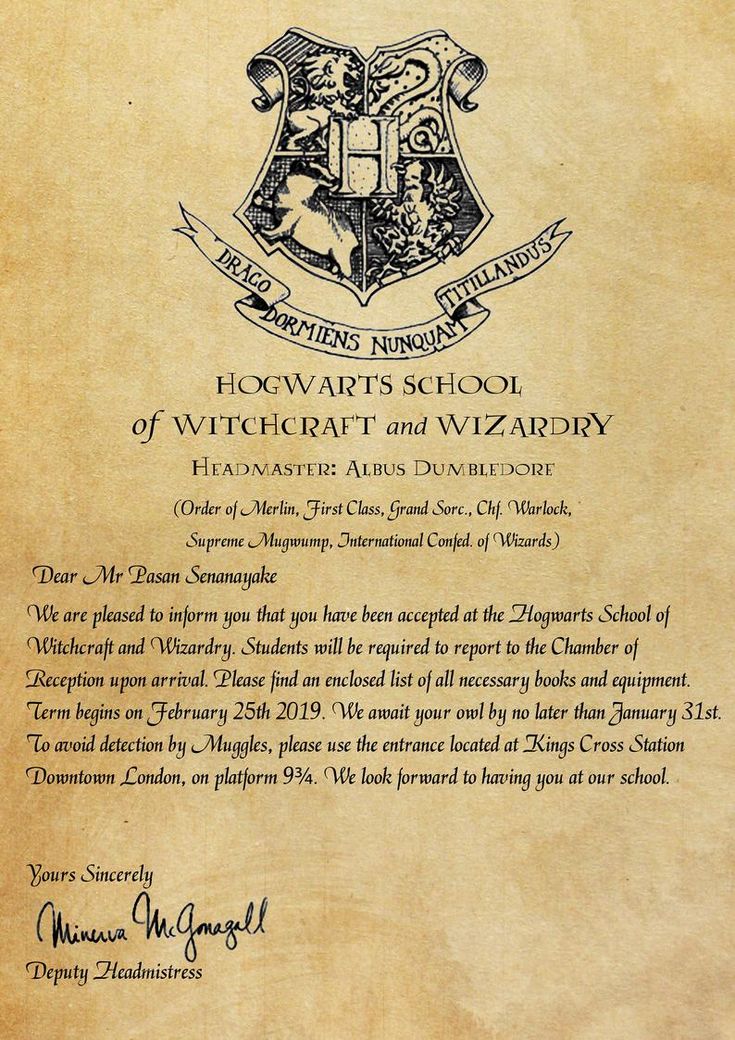 H
DRACO DORMIENS NUNQUAM TITILLANDUS
HOGWARTS SCHOOL
of WITCHCRAFT and WIZARDRY
HEADMASTER: ALBUS DUMBLEDORE
(Order of Merlin, First Class, Grand Sorc., Chf. Warlock,
Supreme Mugwump, International Confed. of Wizards)
Dear Mr Pasan Senanayake
We are pleased to inform you that you have been accepted at the Hogwarts School of
Witchcraft and Wizardry. Students will be required to report to the Chamber of
Reception upon arrival. Please find an enclosed list of all necessary books and equipment.
Term begins on February 25th 2019. We await your owl by no later than January 31st.
To avoid detection by Muggles, please use the entrance located at Kings Cross Station
Downtown London, on platform 9¾. We look forward to having you at our school.
Yours Sincerely
Minerva McGonagall
Deputy Headmistress